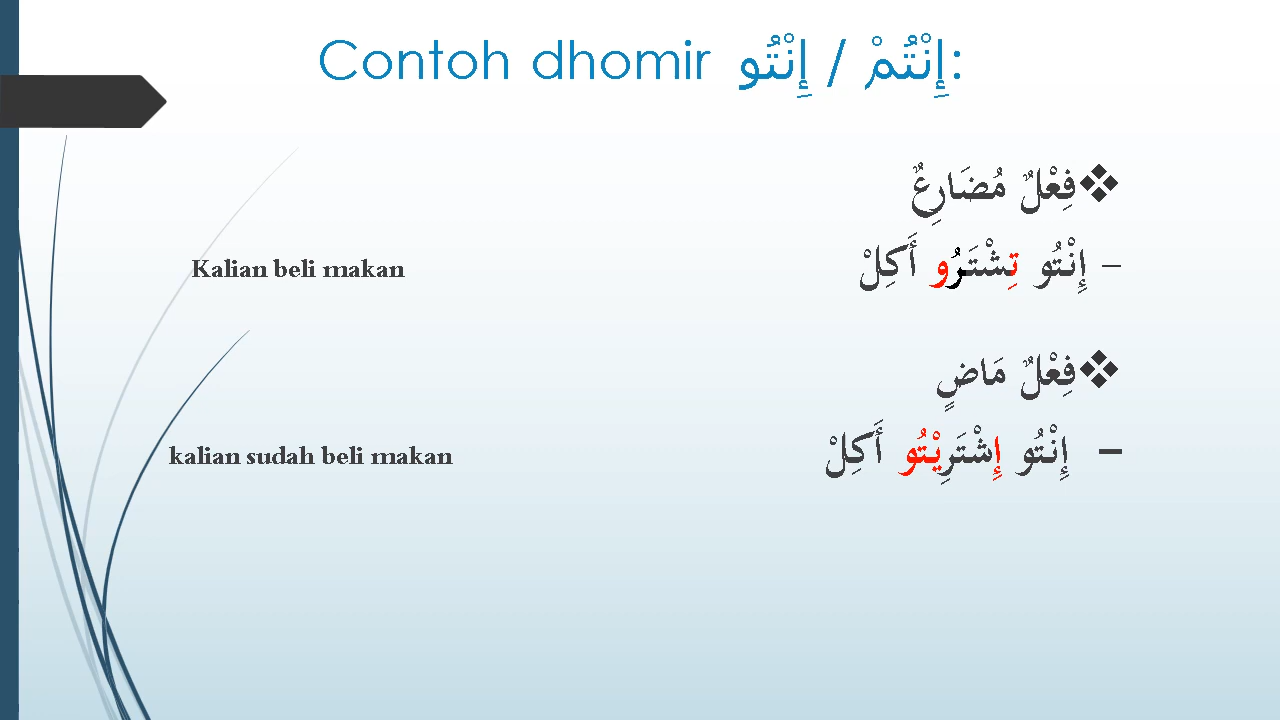 Contoh dhomir إِنْتُمْ / إِنْتُو:
❖فِعْلٌ مُضَارِعٌ
– إِنْتُو تِشْتَرُو أَكِلْ
Kalian beli makan
❖فِعْلٌ مَاضٍ
– إِنْتُو إِشْتَرِيْتُو أَكِلْ
kalian sudah beli makan